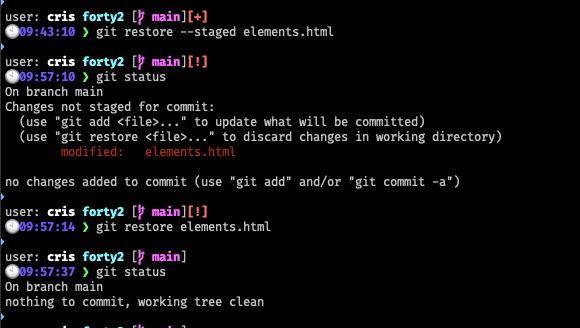 user: cris forty2 [ main][+]
09:43:10 ❯ git restore --staged elements.html
user: cris forty2 [ main][!]
09:57:10 ❯ git status
On branch main
Changes not staged for commit:
  (use "git add <file>..." to update what will be committed)
  (use "git restore <file>..." to discard changes in working directory)
        modified:   elements.html
no changes added to commit (use "git add" and/or "git commit -a")
user: cris forty2 [ main][!]
09:57:14 ❯ git restore elements.html
user: cris forty2 [ main]
09:57:37 ❯ git status
On branch main
nothing to commit, working tree clean
user: cris forty2 [ main]